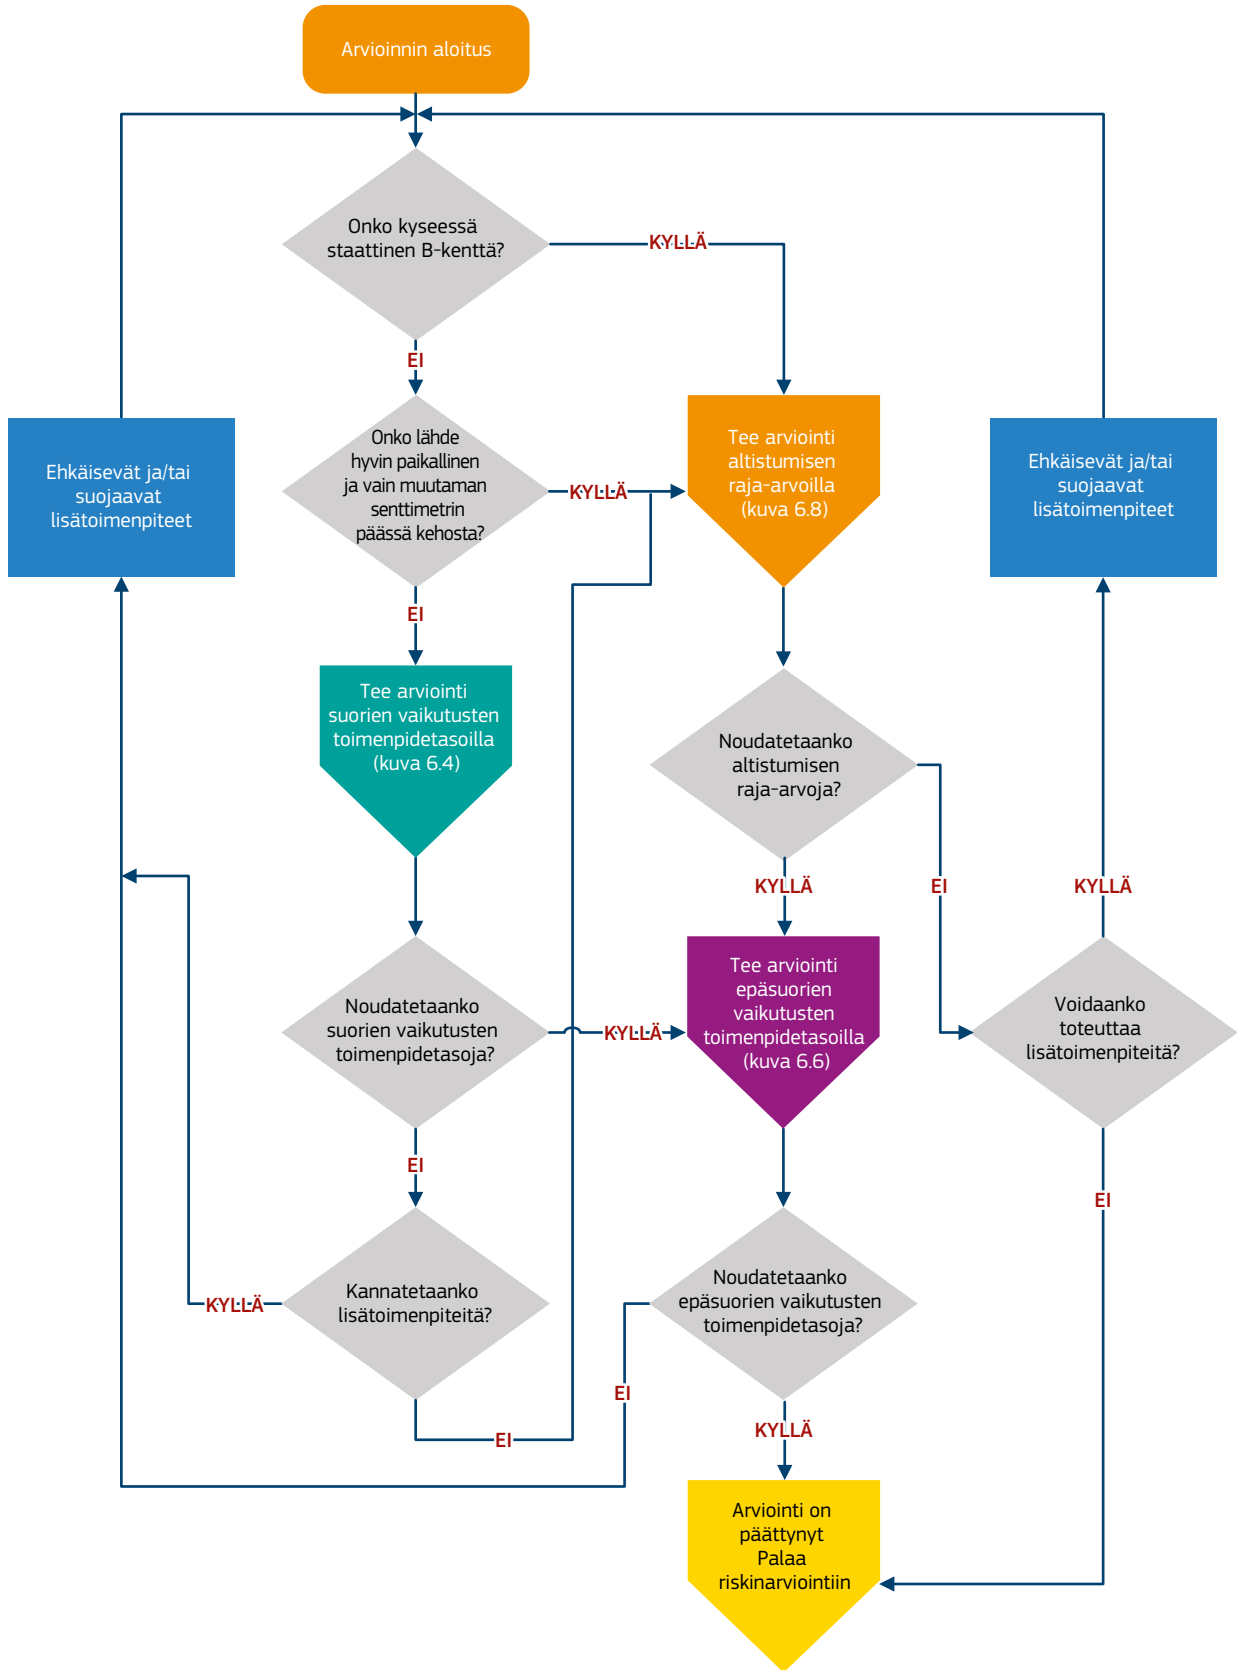 Arvioinnin aloitus
Onko kyseessä
staattinen B-kenttä?
KYLLÄ
EI
Ehkäisevät ja/tai
suojaavat
lisätoimenpiteet
Onko lähde
hyvin paikallinen
ja vain muutaman
senttimetrin
päässä kehosta?
KYLLÄ
Tee arviointi
altistumisen
raja-arvoilla
(kuva 6.8)
Ehkäisevät ja/tai
suojaavat
lisätoimenpiteet
EI
Tee arviointi
suorien vaikutusten
toimenpidetasoilla
(kuva 6.4)
Noudatetaanko
altistumisen
raja-arvoja?
KYLLÄ
EI
KYLLÄ
Noudatetaanko
suorien vaikutusten
toimenpidetasoja?
KYLLÄ
Tee arviointi
epäsuorien
vaikutusten
toimenpidetasoilla
(kuva 6.6)
Voidaanko
toteuttaa
lisätoimenpiteitä?
EI
EI
Kannatetaanko
lisätoimenpiteitä?
KYLLÄ
Noudatetaanko
epäsuorien vaikutusten
toimenpidetasoja?
EI
EI
KYLLÄ
Arviointi on
päättynyt
Palaa
riskinarviointiin